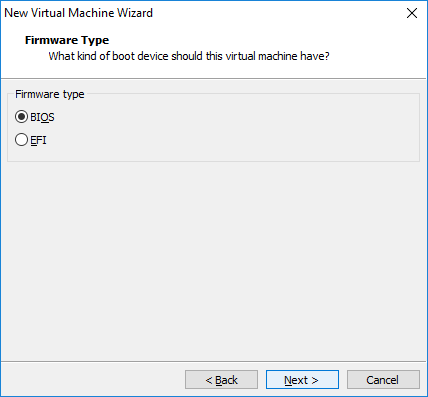 New Virtual Machine Wizard
Firmware Type
What kind of boot device should this virtual machine have?
Firmware type
BIOS
EFI
< Back Next > Cancel